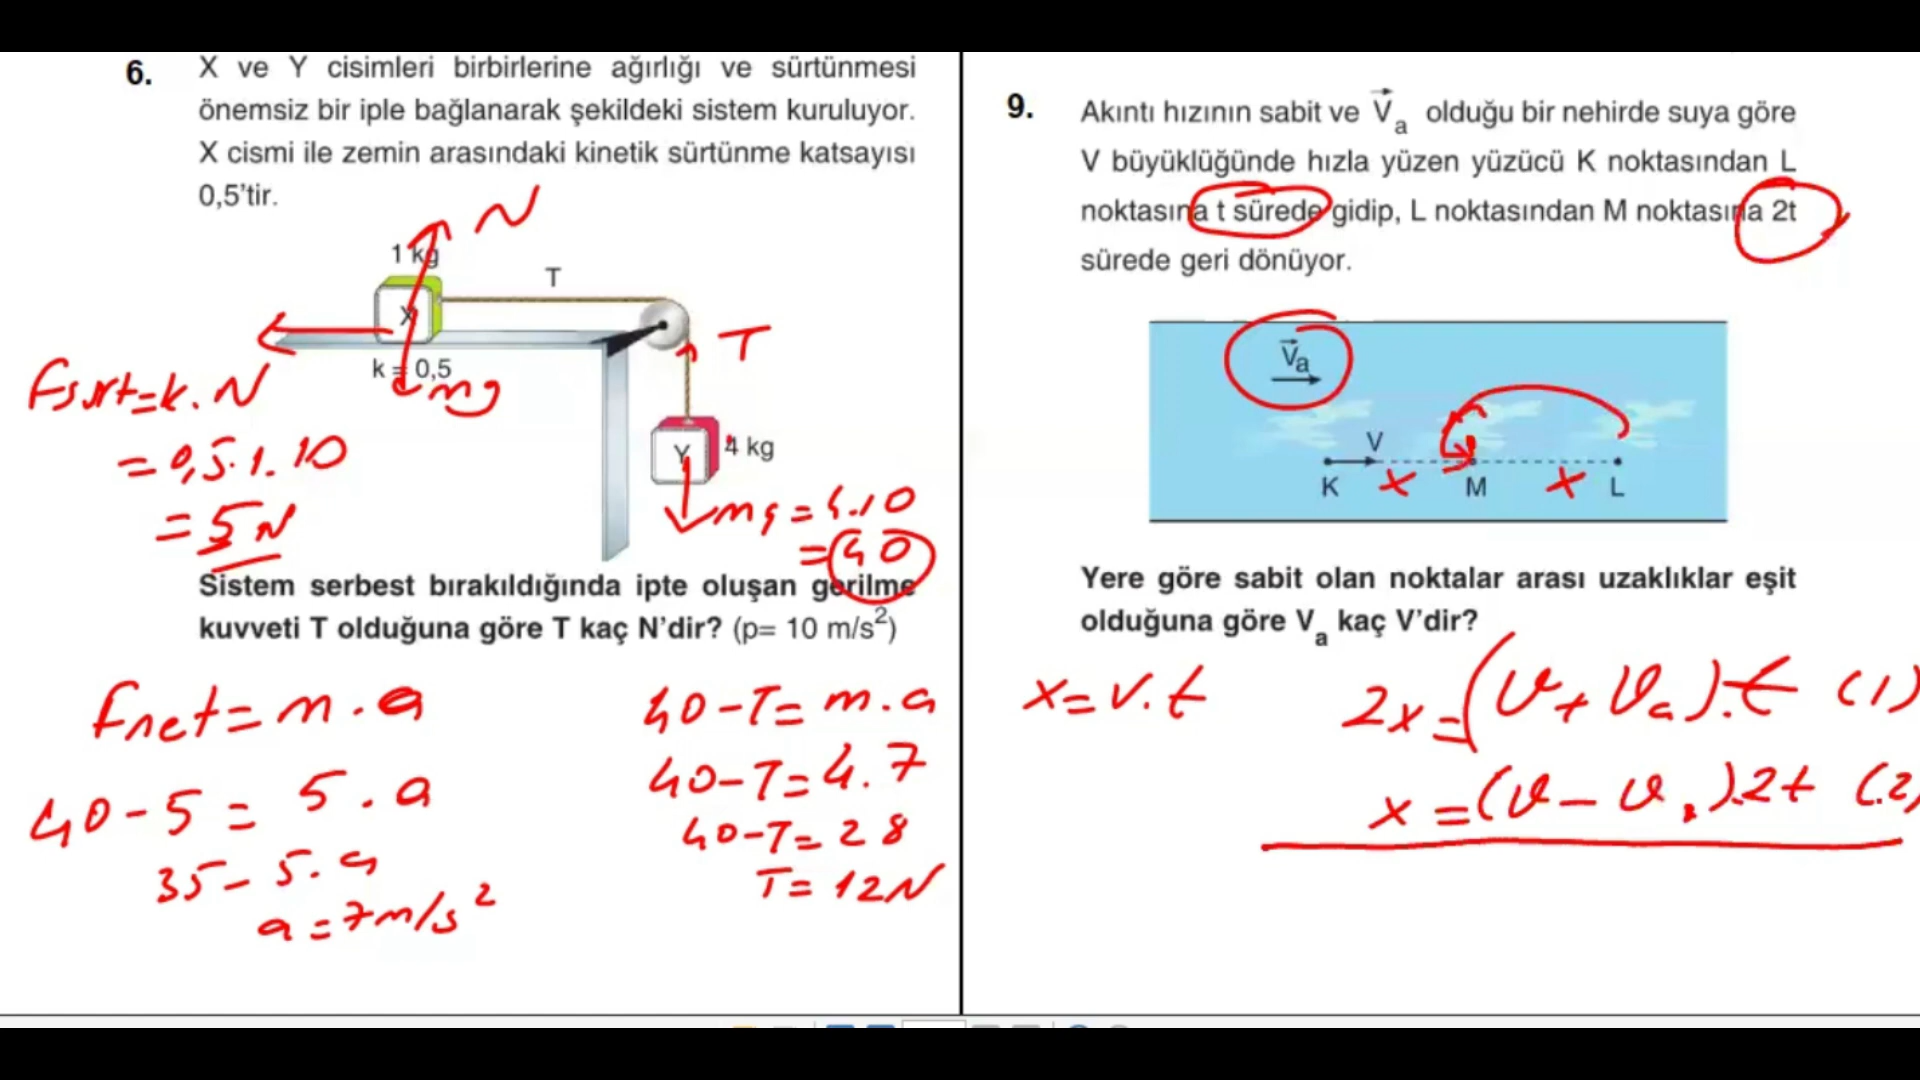 6.
X ve Y cisimleri birbirlerine ağırlığı ve sürtünmesi
önemsiz bir iple bağlanarak şekildeki sistem kuruluyor.
X cismi ile zemin arasındaki kinetik sürtünme katsayısı
0,5'tir.
N
1 kg
T
X
k = 0,5
mg
T
Fsürt=k.N
=0,5.1.10
=5N
Y
4 kg
mg=4.10
=40
Sistem serbest bırakıldığında ipte oluşan gerilme
kuvveti T olduğuna göre T kaç N'dir? (p= 10 m/s²)
Fnet=m.a
40-5=5.a
35-5.a
a=7m/s²
40-T=m.a
40-T=4.7
40-T=28
T=12N
9.
Akıntı hızının sabit ve V⃗a olduğu bir nehirde suya göre
V büyüklüğünde hızla yüzen yüzücü K noktasından L
noktasına t sürede gidip, L noktasından M noktasına 2t
sürede geri dönüyor.
V⃗a
V
K x M x L
Yere göre sabit olan noktalar arası uzaklıklar eşit
olduğuna göre Va kaç V'dir?
x=v.t
2x=(v+va).t (1)
x=(v-va).2t (2)